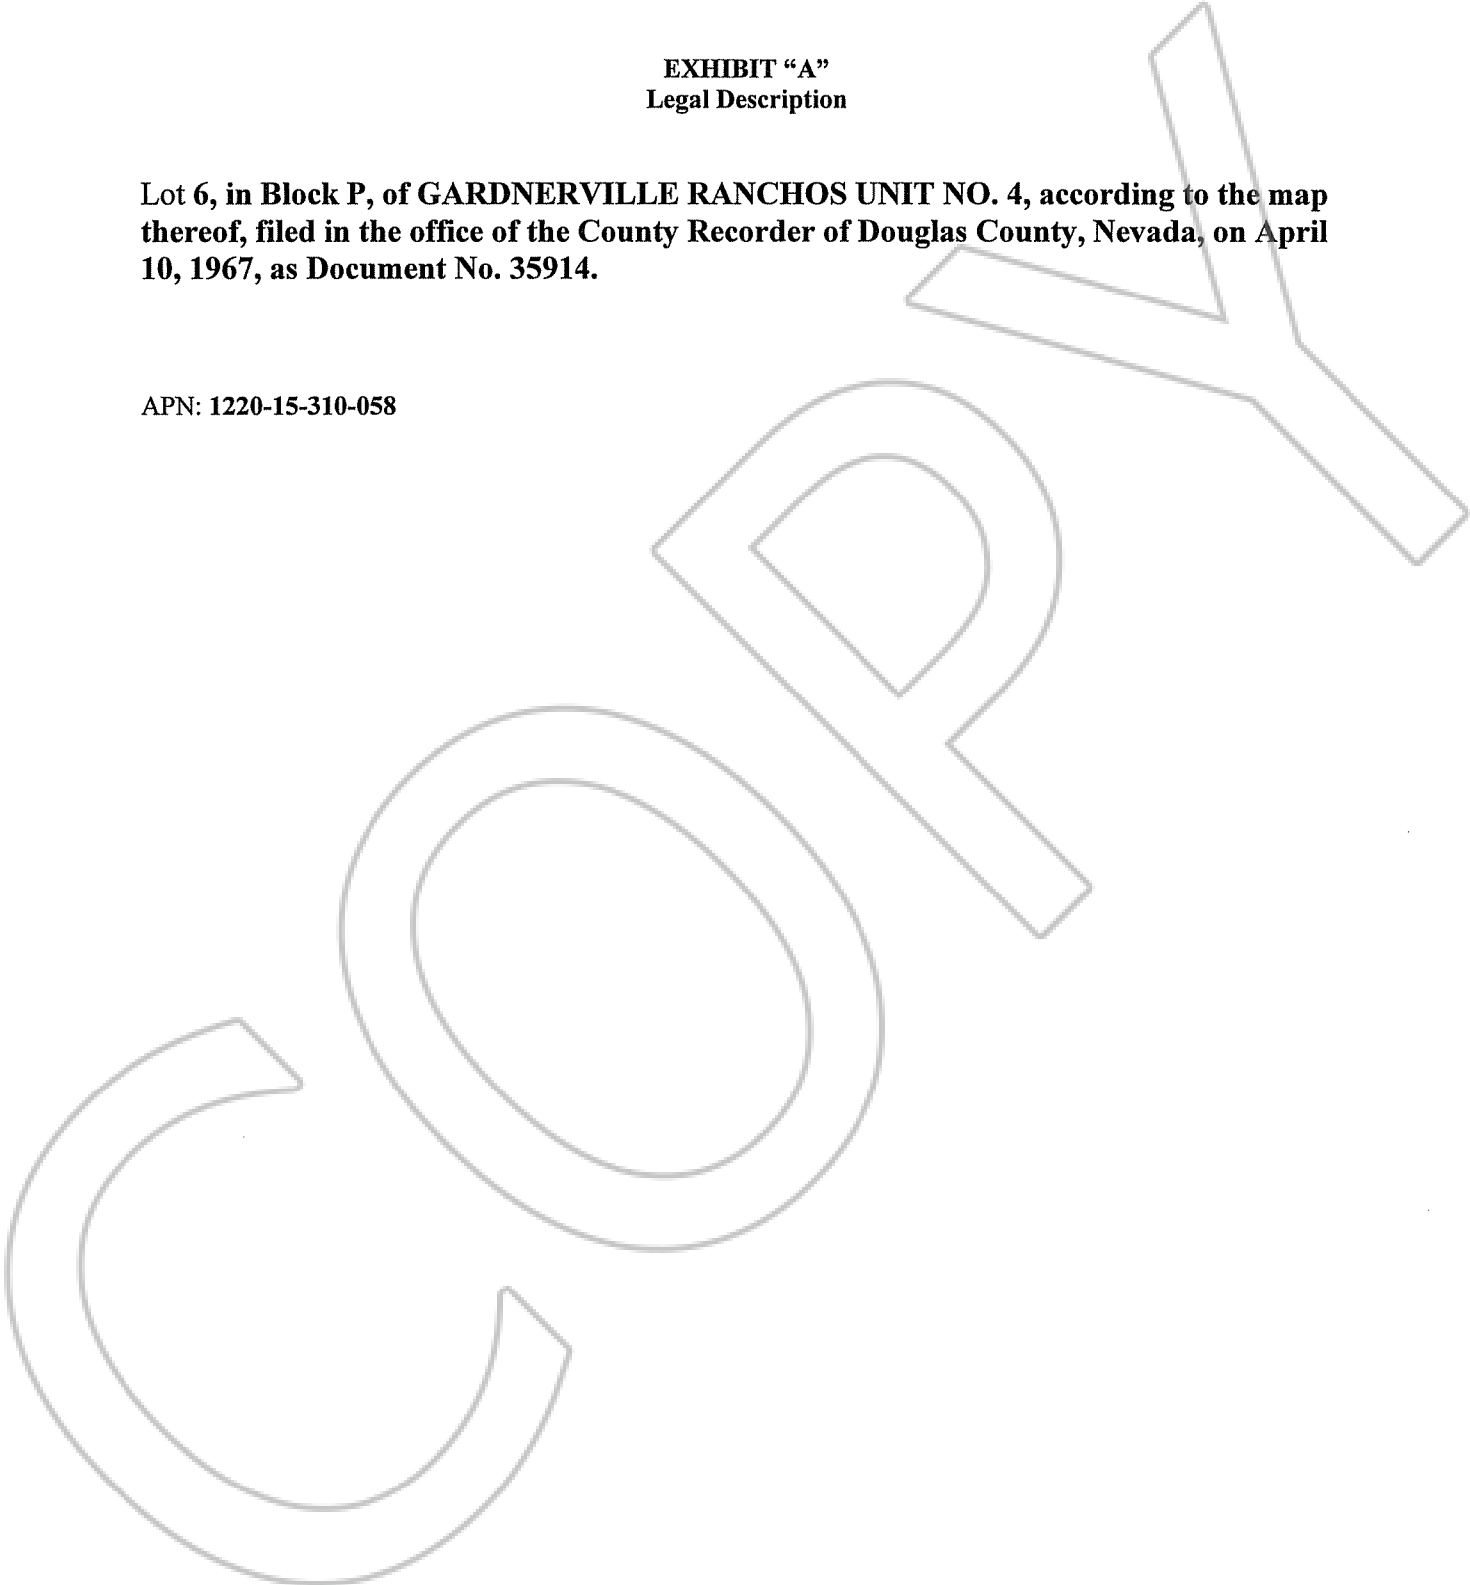 EXHIBIT “A”
Legal Description
Lot 6, in Block P, of GARDNERVILLE RANCHOS UNIT NO. 4, according to the map
thereof, filed in the office of the County Recorder of Douglas County, Nevada, on April
10, 1967, as Document No. 35914.
APN: 1220-15-310-058
COPY